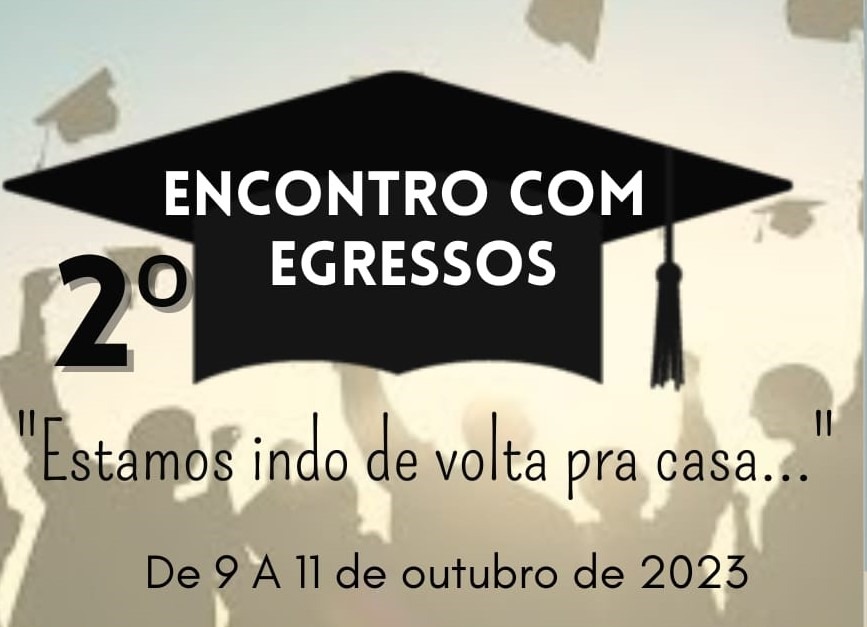 ENCONTRO COM
EGRESSOS
2º
"Estamos indo de volta pra casa..."
De 9 A 11 de outubro de 2023